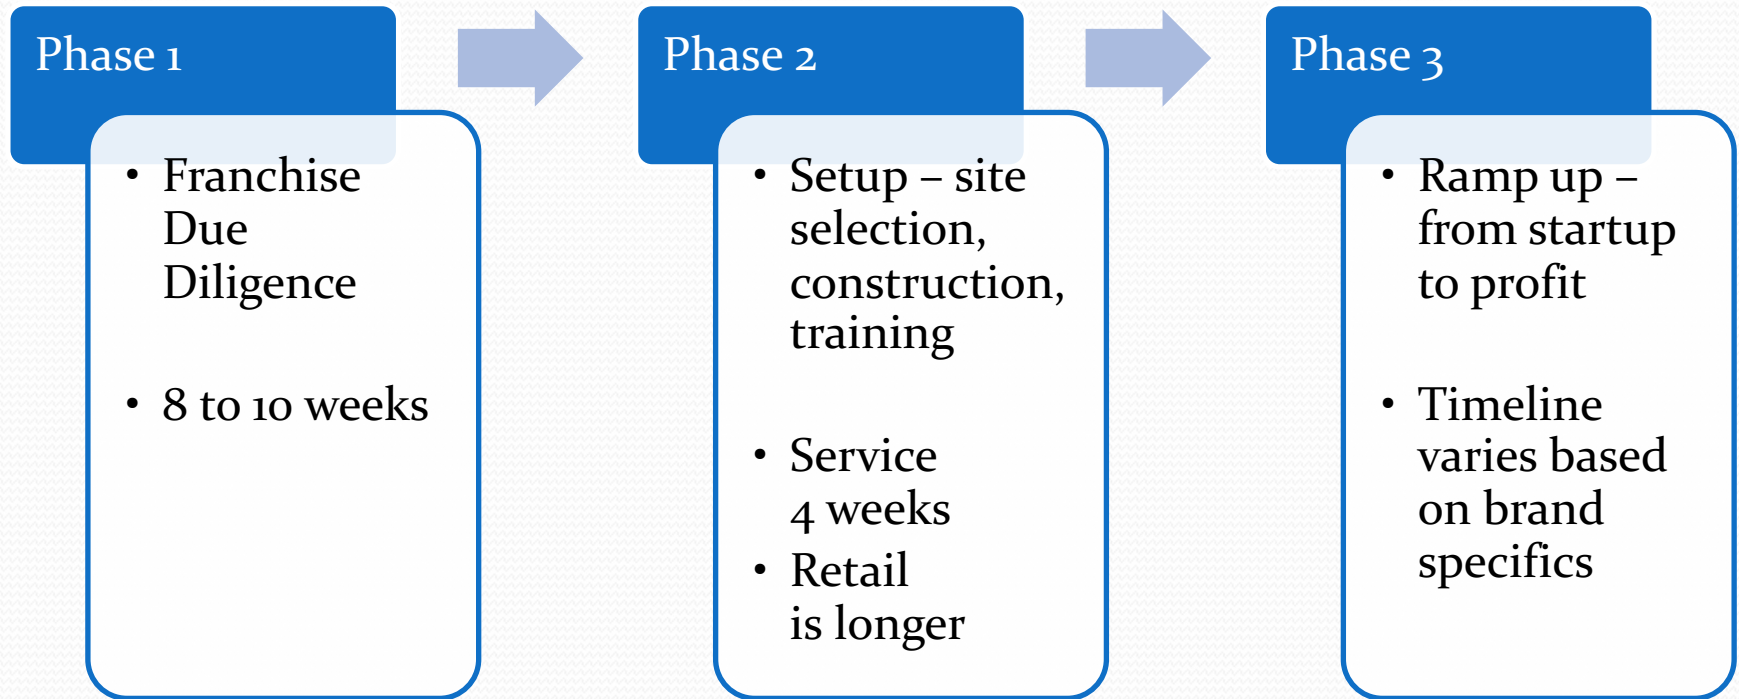 Phase 1
• Franchise
Due
Diligence
• 8 to 10 weeks
Phase 2
• Setup – site
selection,
construction,
training
• Service
4 weeks
• Retail
is longer
Phase 3
• Ramp up –
from startup
to profit
• Timeline
varies based
on brand
specifics